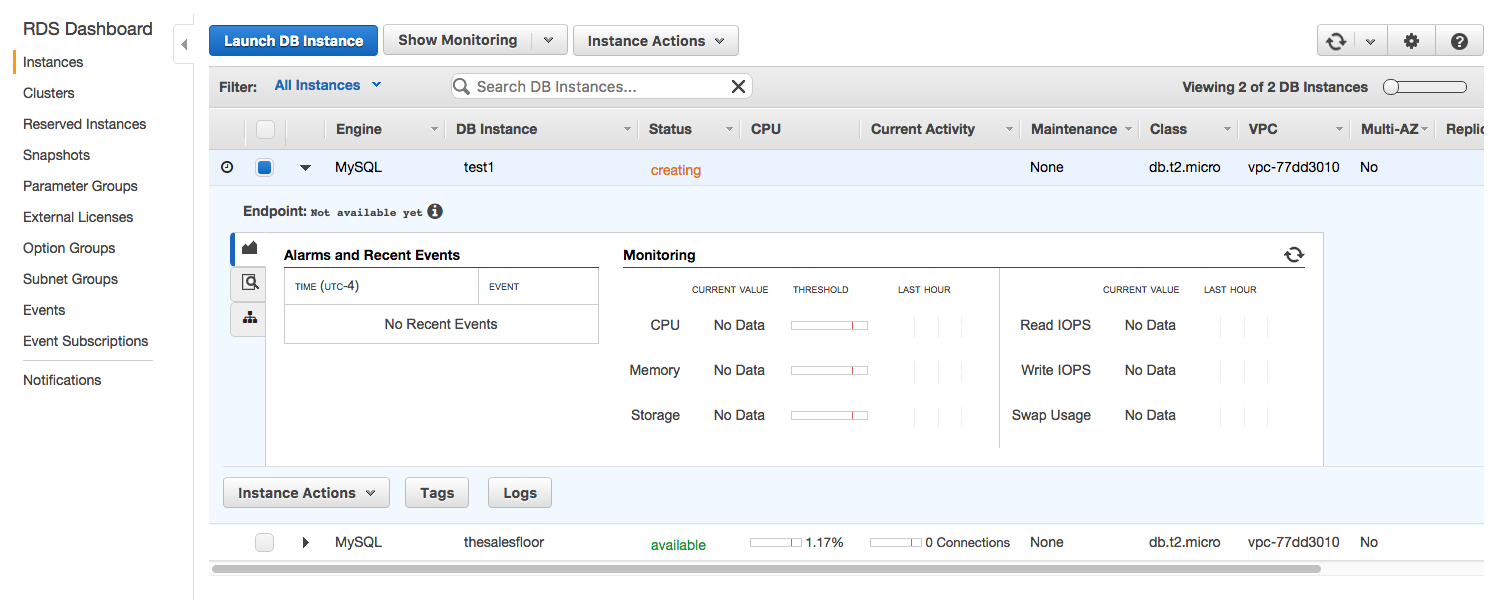 RDS Dashboard
Instances
Clusters
Reserved Instances
Snapshots
Parameter Groups
External Licenses
Option Groups
Subnet Groups
Events
Event Subscriptions
Notifications
Launch DB Instance Show Monitoring Instance Actions
Filter: All Instances Search DB Instances... Viewing 2 of 2 DB Instances
Engine DB Instance Status CPU Current Activity Maintenance Class VPC Multi-AZ Replic
MySQL test1 creating None db.t2.micro vpc-77dd3010 No
Endpoint: Not available yet
Alarms and Recent Events
TIME (UTC-4) EVENT
No Recent Events
Monitoring
CURRENT VALUE THRESHOLD LAST HOUR
CPU No Data
Memory No Data
Storage No Data
CURRENT VALUE LAST HOUR
Read IOPS No Data
Write IOPS No Data
Swap Usage No Data
Instance Actions Tags Logs
MySQL thesalesfloor available 1.17% 0 Connections None db.t2.micro vpc-77dd3010 No